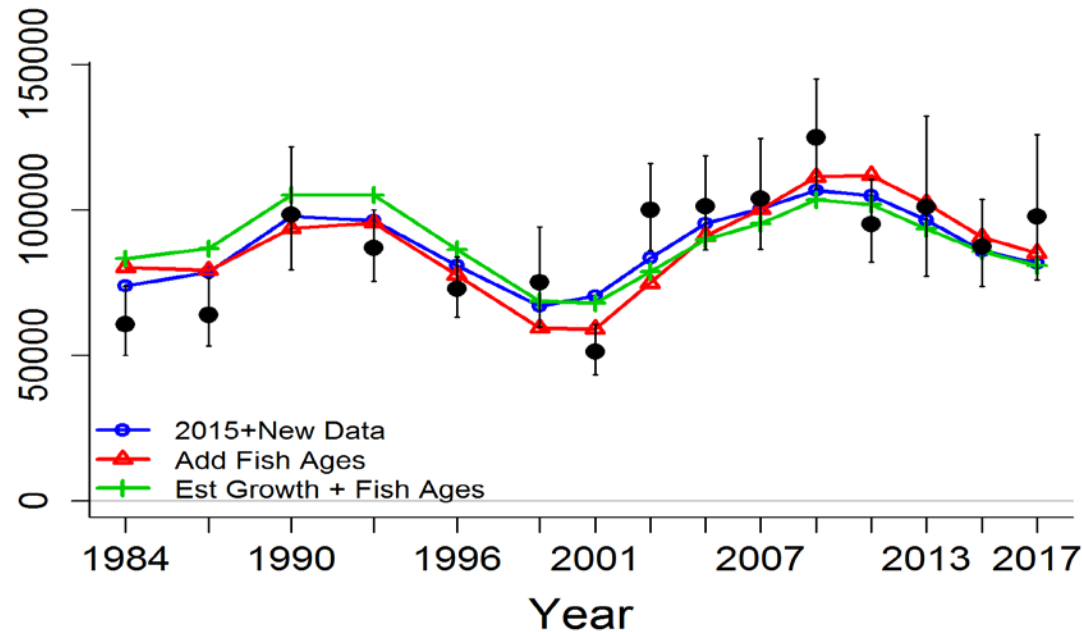 150000
100000
50000
0
2015+New Data
Add Fish Ages
Est Growth + Fish Ages
1984 1990 1996 2001 2007 2013 2017
Year